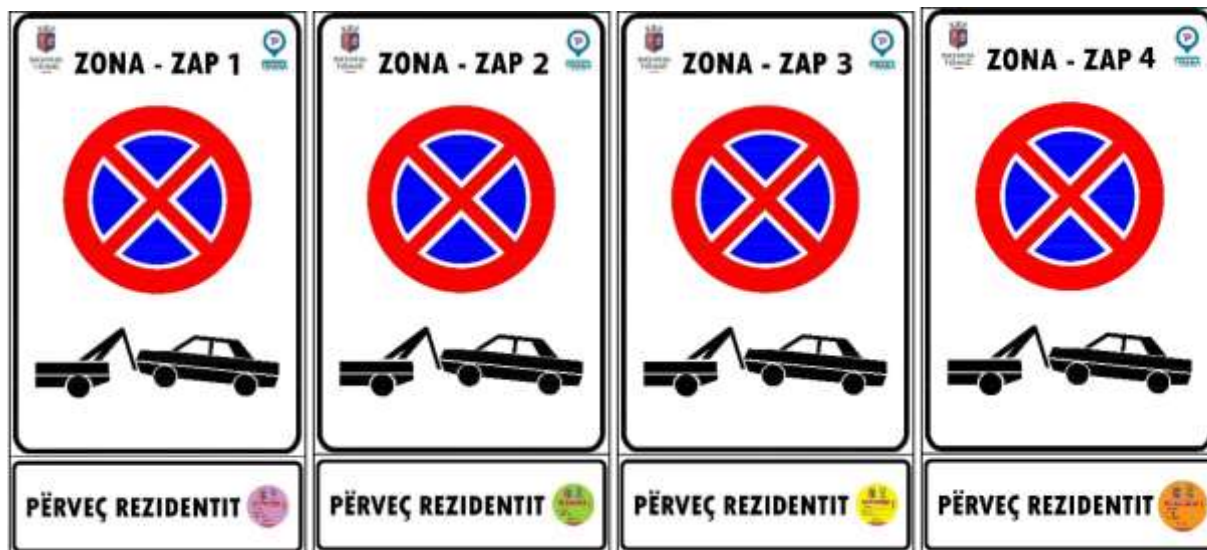 ZONA - ZAP 1
PËRVEÇ REZIDENTIT
ZONA - ZAP 2
PËRVEÇ REZIDENTIT
ZONA - ZAP 3
PËRVEÇ REZIDENTIT
ZONA - ZAP 4
PËRVEÇ REZIDENTIT